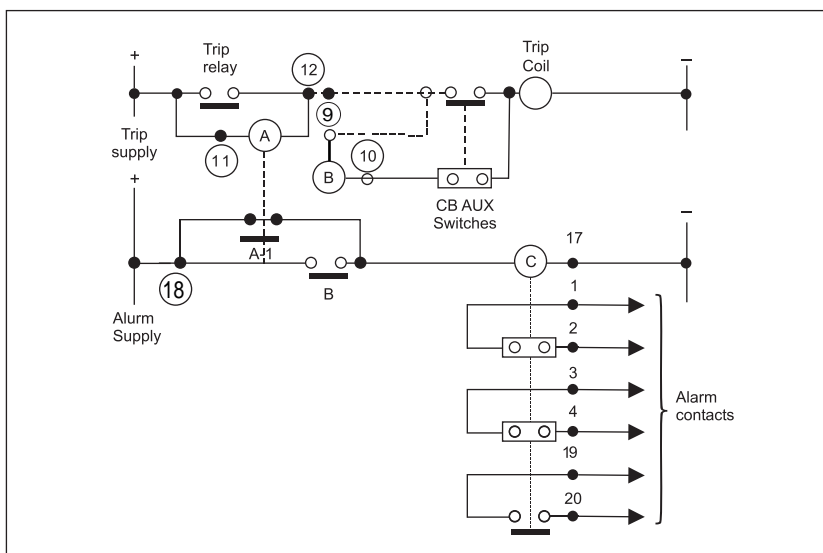 Trip
relay
Trip
Coil
+
12
−
9
A
Trip
supply
11
10
B
+
CB AUX
Switches
−
A-1
17
C
18
B
1
Alurm
Supply
2
3
Alarm
contacts
4
19
20